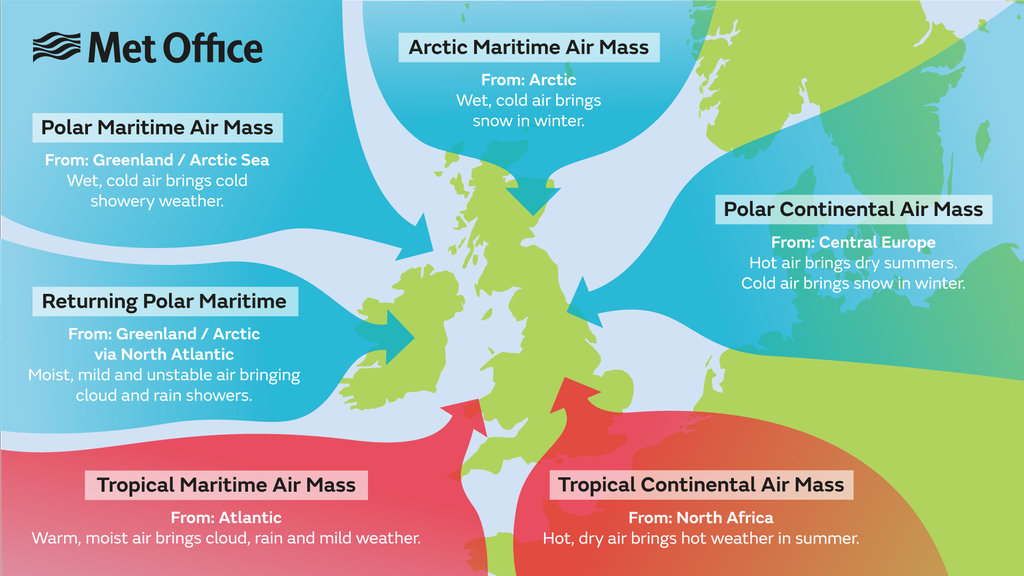 Met Office
Arctic Maritime Air Mass
From: Arctic
Wet, cold air brings
snow in winter.
Polar Maritime Air Mass
From: Greenland / Arctic Sea
Wet, cold air brings cold
showery weather.
Polar Continental Air Mass
From: Central Europe
Hot air brings dry summers.
Cold air brings snow in winter.
Returning Polar Maritime
From: Greenland / Arctic
via North Atlantic
Moist, mild and unstable air bringing
cloud and rain showers.
Tropical Maritime Air Mass
From: Atlantic
Warm, moist air brings cloud, rain and mild weather.
Tropical Continental Air Mass
From: North Africa
Hot, dry air brings hot weather in summer.